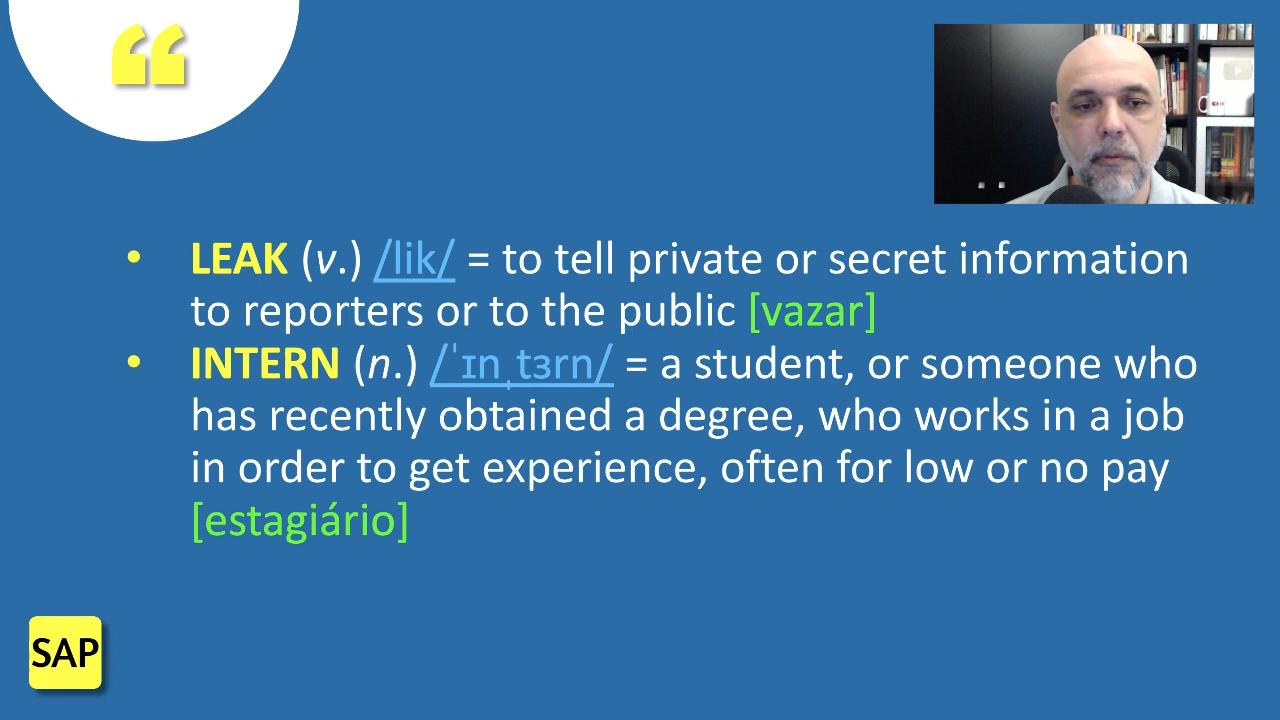 “
• LEAK (v.) /lik/ = to tell private or secret information
to reporters or to the public [vazar]
• INTERN (n.) /ˈɪnˌtɜrn/ = a student, or someone who
has recently obtained a degree, who works in a job
in order to get experience, often for low or no pay
[estagiário]
SAP